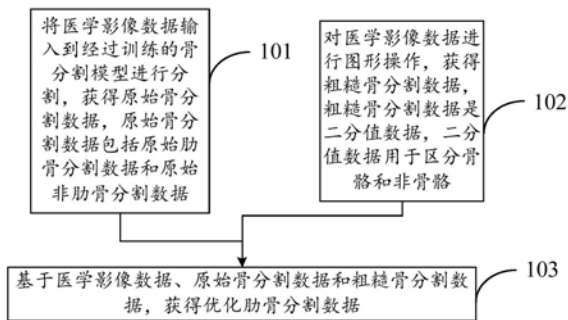 将医学影像数据输
入到经过训练的骨
分割模型进行分
割，获得原始骨分
割数据，原始骨分
割数据包括原始肋
骨分割数据和原始
非肋骨分割数据
101
对医学影像数据进
行图形操作，获得
粗糙骨分割数据，
粗糙骨分割数据是
二分值数据，二分
值数据用于区分骨
骼和非骨骼
102
基于医学影像数据、原始骨分割数据和粗糙骨分割数
据，获得优化肋骨分割数据
103